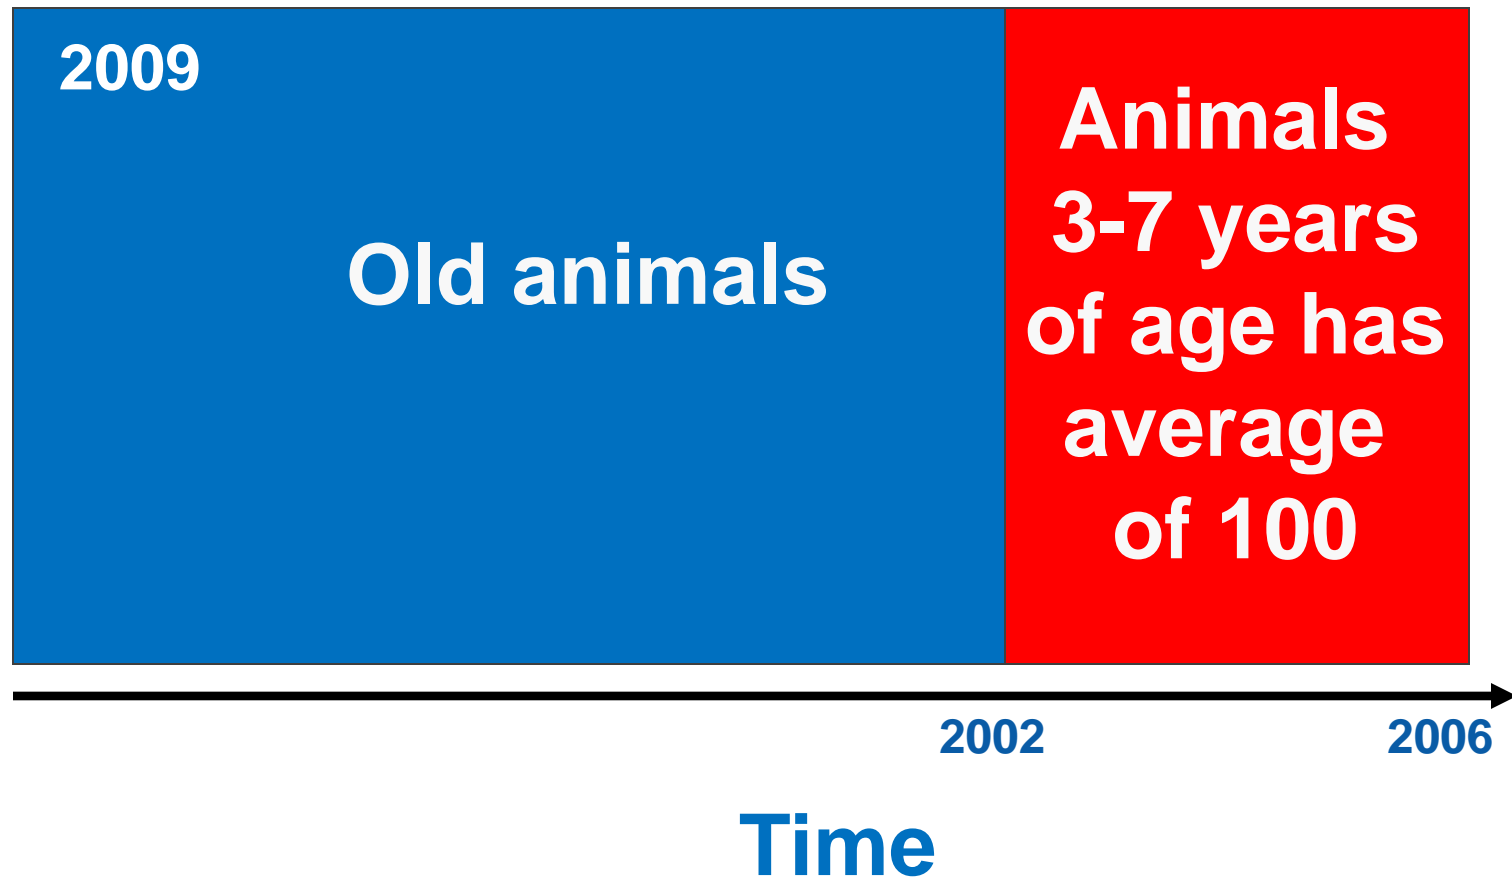 2009
Old animals
Animals
3-7 years
of age has
average
of 100
2002
2006
Time